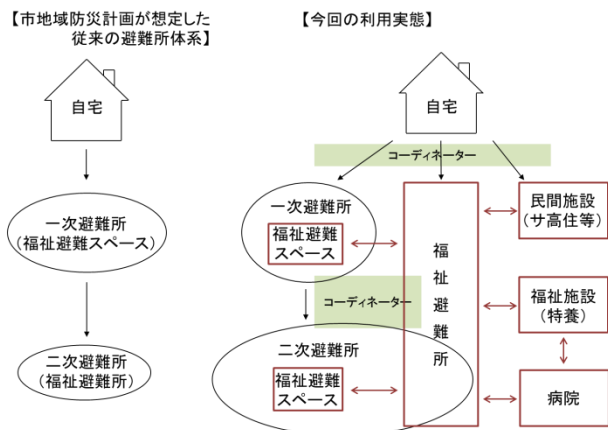 【市地域防災計画が想定した
従来の避難所体系】
自宅
一次避難所
(福祉避難スペース)
二次避難所
(福祉避難所)
【今回の利用実態】
自宅
コーディネーター
一次避難所
福祉避難
スペース
コーディネーター
二次避難所
福祉避難
スペース
福祉避難所
民間施設
(サ高住等)
福祉施設
(特養)
病院